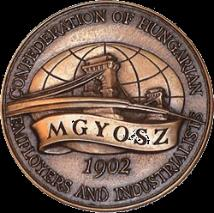 CONFEDERATION OF HUNGARIAN
MGYOSZ
1902
EMPLOYERS AND INDUSTRIALISTS